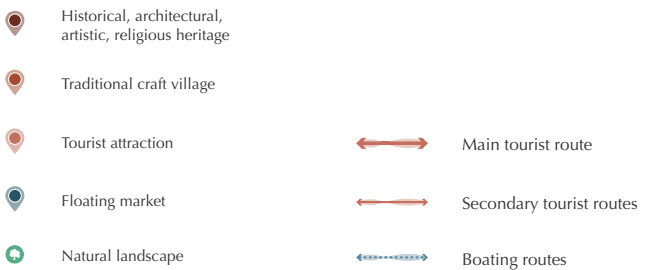 Historical, architectural,
artistic, religious heritage
Traditional craft village
Tourist attraction
Floating market
Natural landscape
Main tourist route
Secondary tourist routes
Boating routes